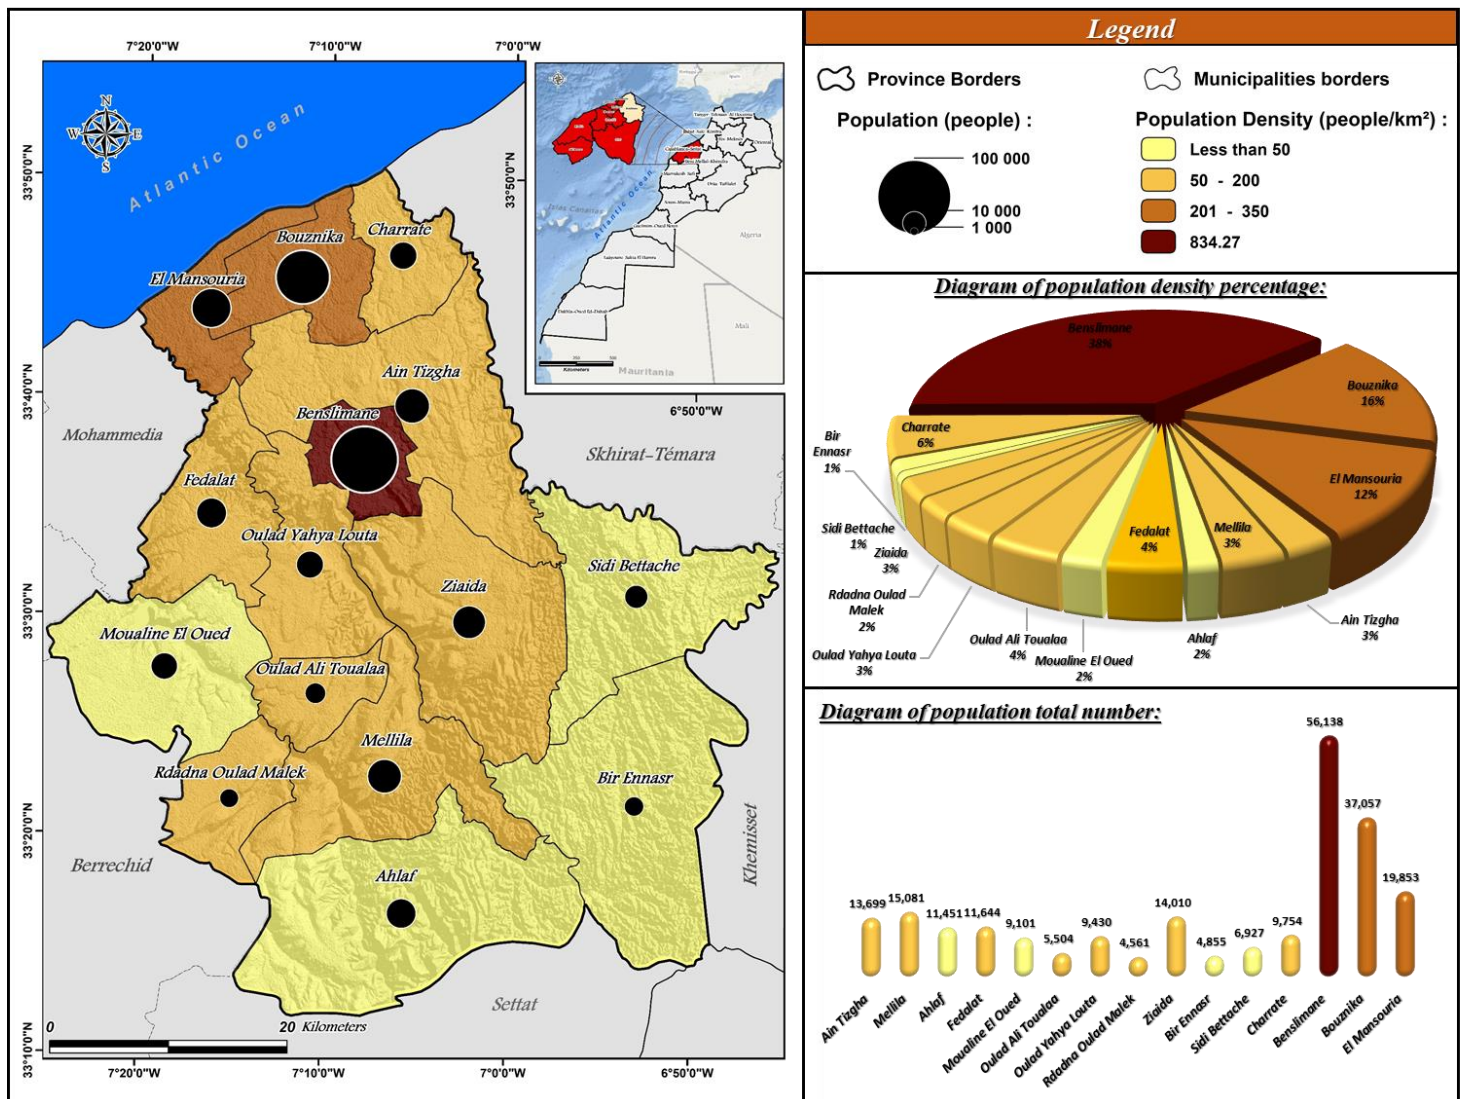 7°20'0"W
7°10'0"W
7°0'0"W
33°50'0"N
33°40'0"N
33°30'0"N
33°20'0"N
33°10'0"N
33°50'0"N
6°50'0"W
7°20'0"W
7°10'0"W
7°0'0"W
6°50'0"W
N
W E
S
Atlantic Ocean
Charrate
Bouznika
El Mansouria
Ain Tizgha
Benslimane
Mohammedia
Skhirat-Témara
Fedalat
Oulad Yahya Louta
Sidi Bettache
Ziaida
Moualine El Oued
Oulad Ali Toualaa
Mellila
Rdadna Oulad Malek
Bir Ennasr
Khemisset
Berrechid
Ahlaf
Settat
0 20 Kilometers
Atlantic Ocean
Islas Canarias
Algeria
Mali
Mauritania
Kilometers
Legend
Province Borders
Municipalities borders
Population (people) :
100 000
10 000
1 000
Population Density (people/km²) :
Less than 50
50 - 200
201 - 350
834.27
Diagram of population density percentage:
Benslimane
38%
Bouznika
16%
El Mansouria
12%
Ain Tizgha
3%
Mellila
3%
Ahlaf
2%
Fedalat
4%
Moualine El Oued
2%
Oulad Ali Toualaa
4%
Oulad Yahya Louta
3%
Rdadna Oulad
Malek
2%
Ziaida
3%
Sidi Bettache
1%
Bir
Ennasr
1%
Charrate
6%
Diagram of population total number:
13,699
15,081
11,451
11,644
9,101
5,504
9,430
4,561
14,010
4,855
6,927
9,754
56,138
37,057
19,853
Ain Tizgha
Mellila
Ahlaf
Fedalat
Moualine El Oued
Oulad Ali Toualaa
Oulad Yahya Louta
Rdadna Oulad Malek
Ziaida
Bir Ennasr
Sidi Bettache
Charrate
Benslimane
Bouznika
El Mansouria